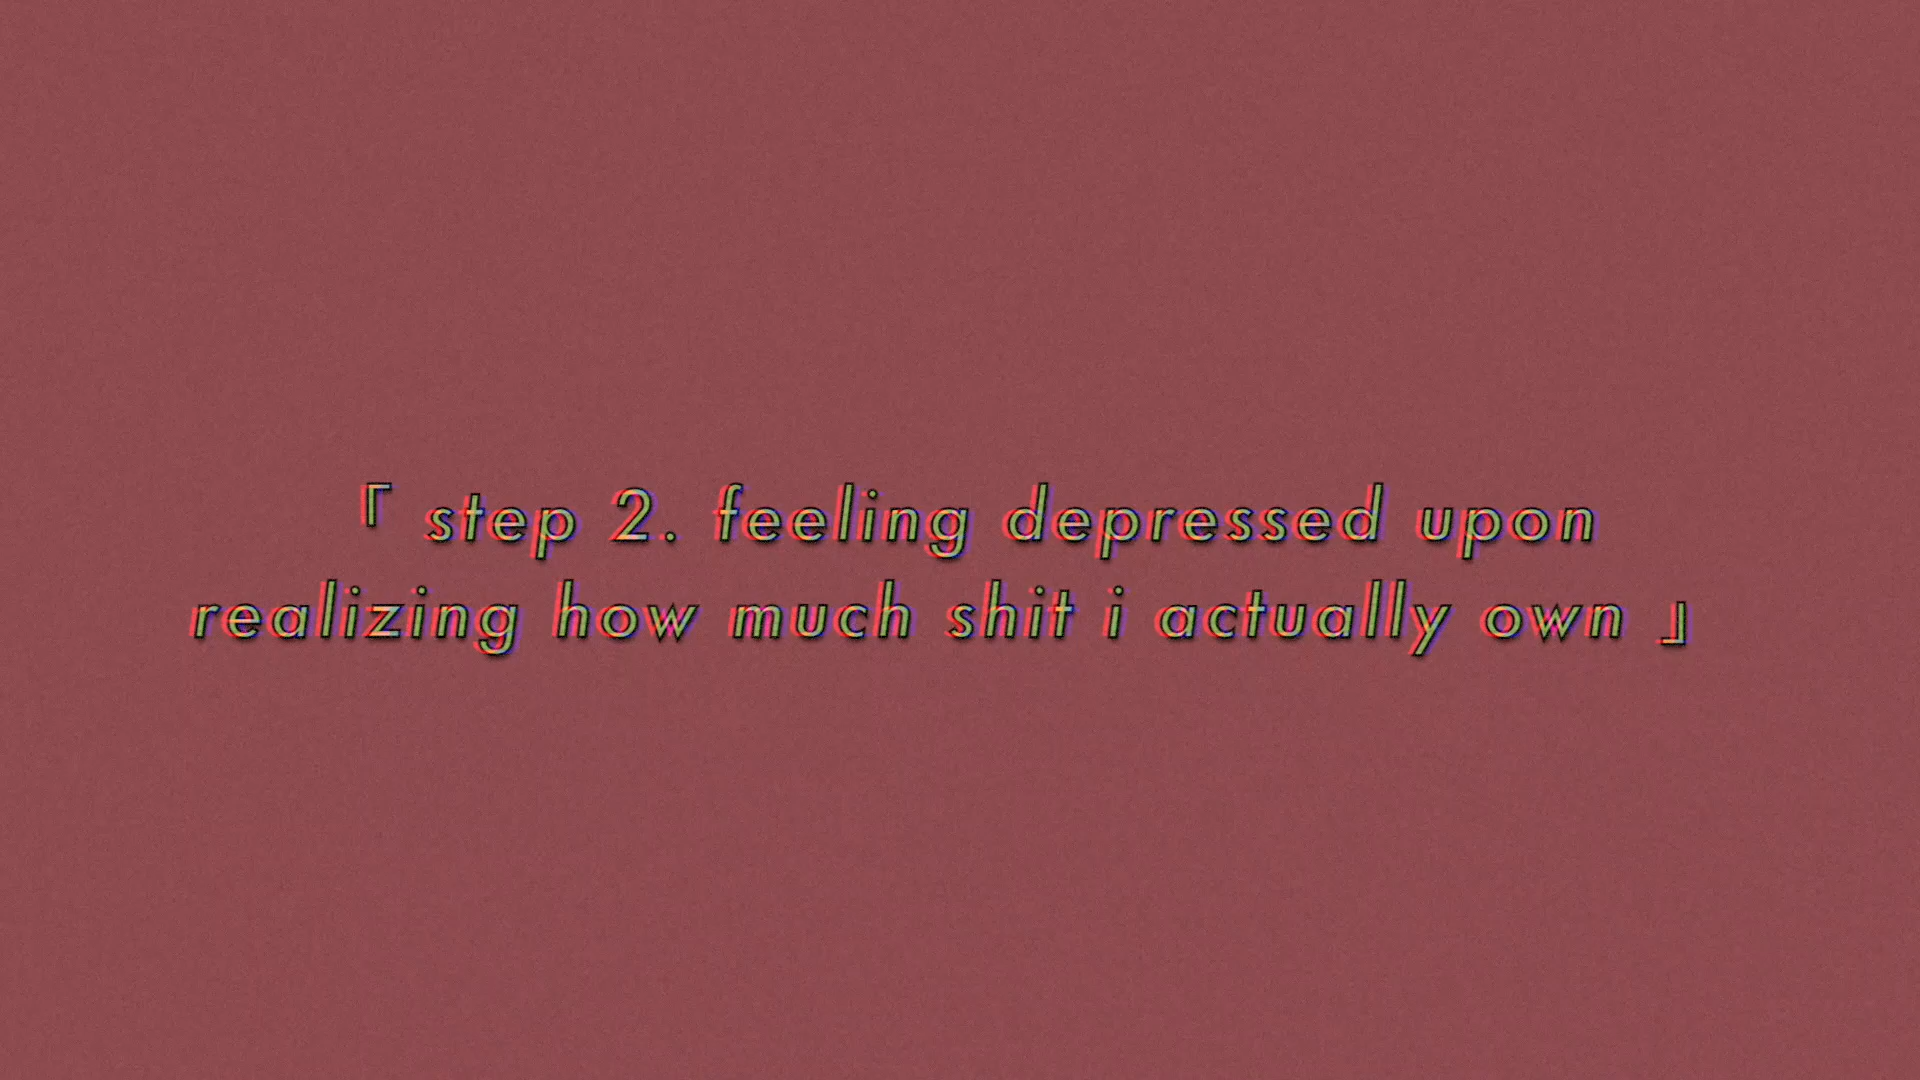 「 step 2. feeling depressed upon
realizing how much shit i actually own 」